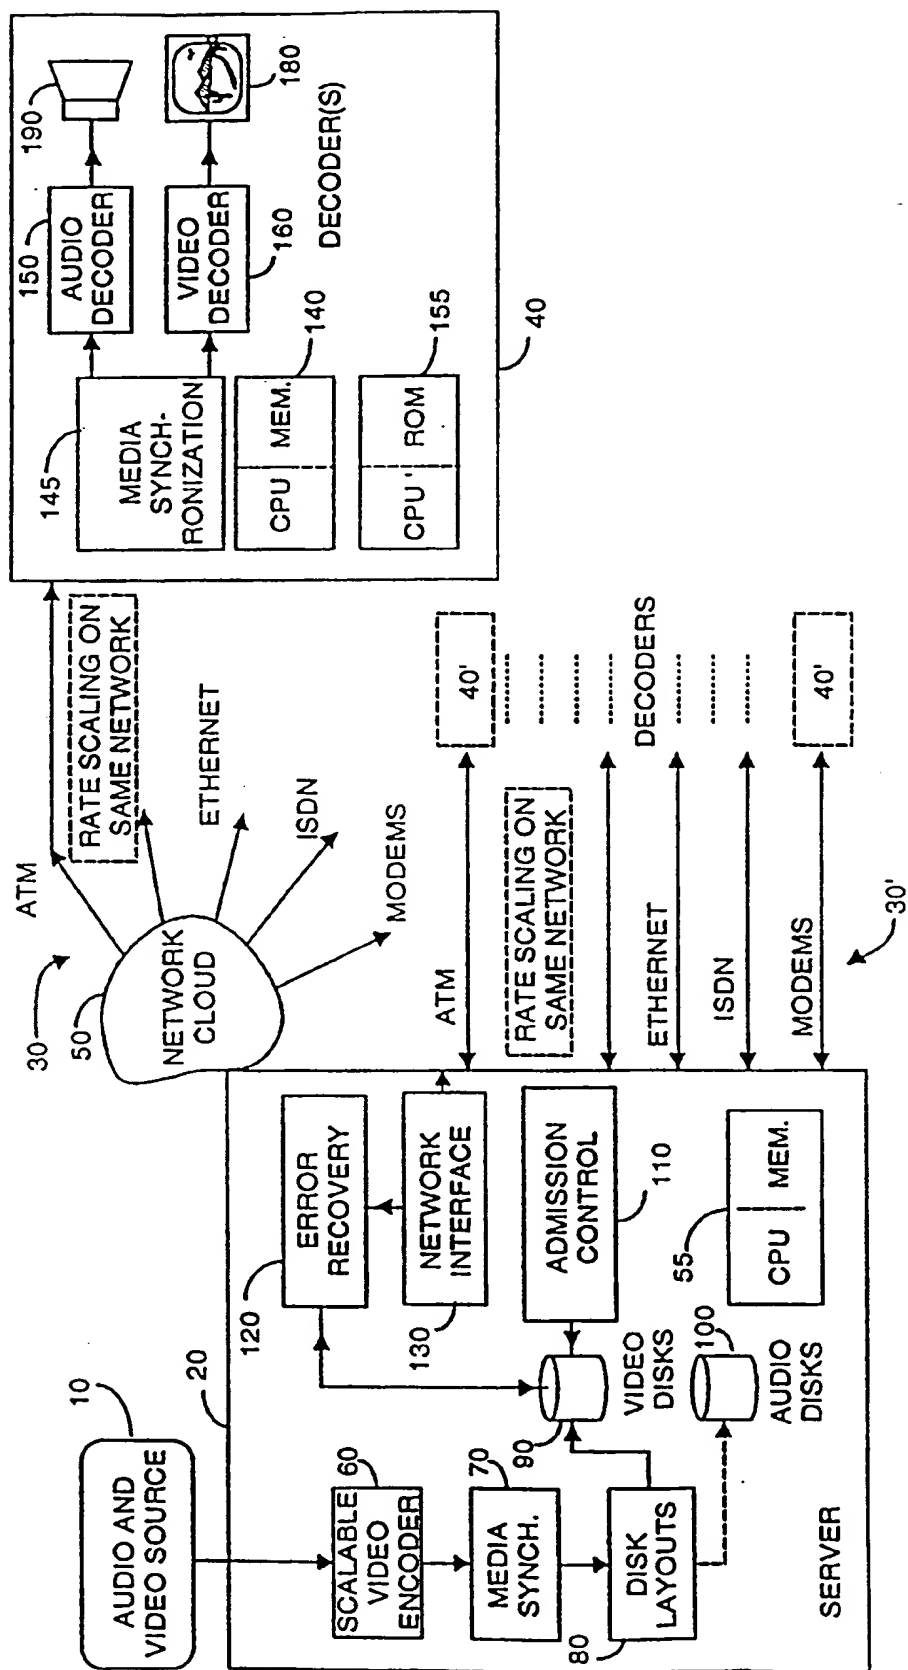 AUDIO AND
VIDEO SOURCE
10
20
SCALABLE
VIDEO
ENCODER
60
MEDIA
SYNCH.
70
DISK
LAYOUTS
80
SERVER
90
VIDEO
DISKS
100
AUDIO
DISKS
120
ERROR
RECOVERY
130
NETWORK
INTERFACE
ADMISSION
CONTROL
110
55
CPU
MEM.
30
50
NETWORK
CLOUD
ATM
RATE SCALING ON
SAME NETWORK
ETHERNET
ISDN
MODEMS
ATM
RATE SCALING ON
SAME NETWORK
ETHERNET
ISDN
MODEMS
30'
40'
DECODERS
40'
145
MEDIA
SYNCH-
RONIZATION
CPU
MEM.
140
CPU '
ROM
155
40
150
AUDIO
DECODER
VIDEO
DECODER
160
190
180
DECODER(S)